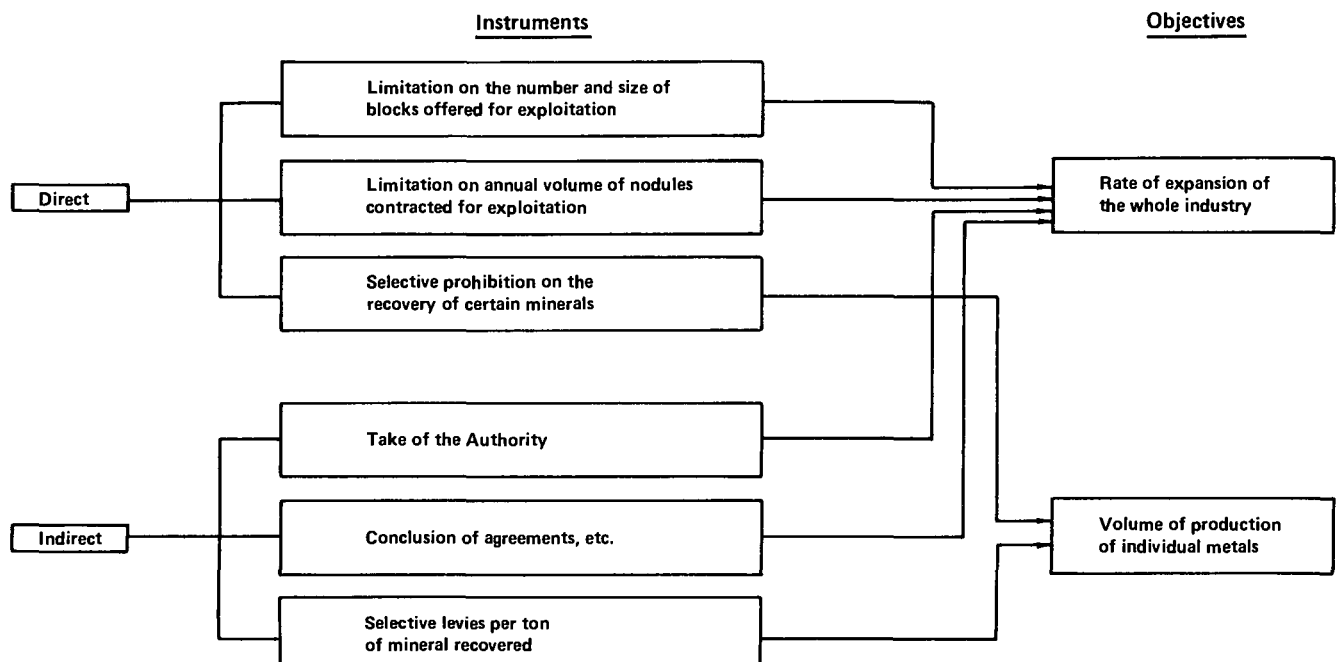 Instruments
Objectives
Direct
Limitation on the number and size of
blocks offered for exploitation
Limitation on annual volume of nodules
contracted for exploitation
Selective prohibition on the
recovery of certain minerals
Rate of expansion of
the whole industry
Indirect
Take of the Authority
Conclusion of agreements, etc.
Selective levies per ton
of mineral recovered
Volume of production
of individual metals